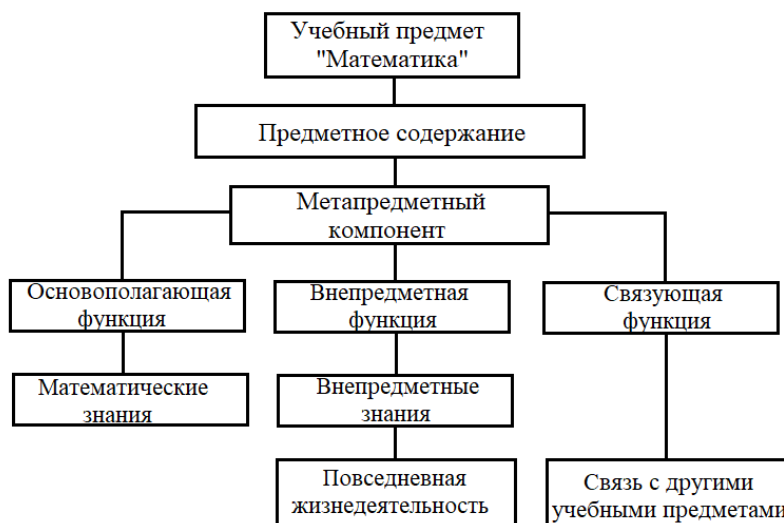 Учебный предмет
"Математика"
Предметное содержание
Метапредметный
компонент
Основополагающая
функция
Внепредметная
функция
Связующая
функция
Математические
знания
Внепредметные
знания
Повседневная
жизнедеятельность
Связь с другими
учебными предметами